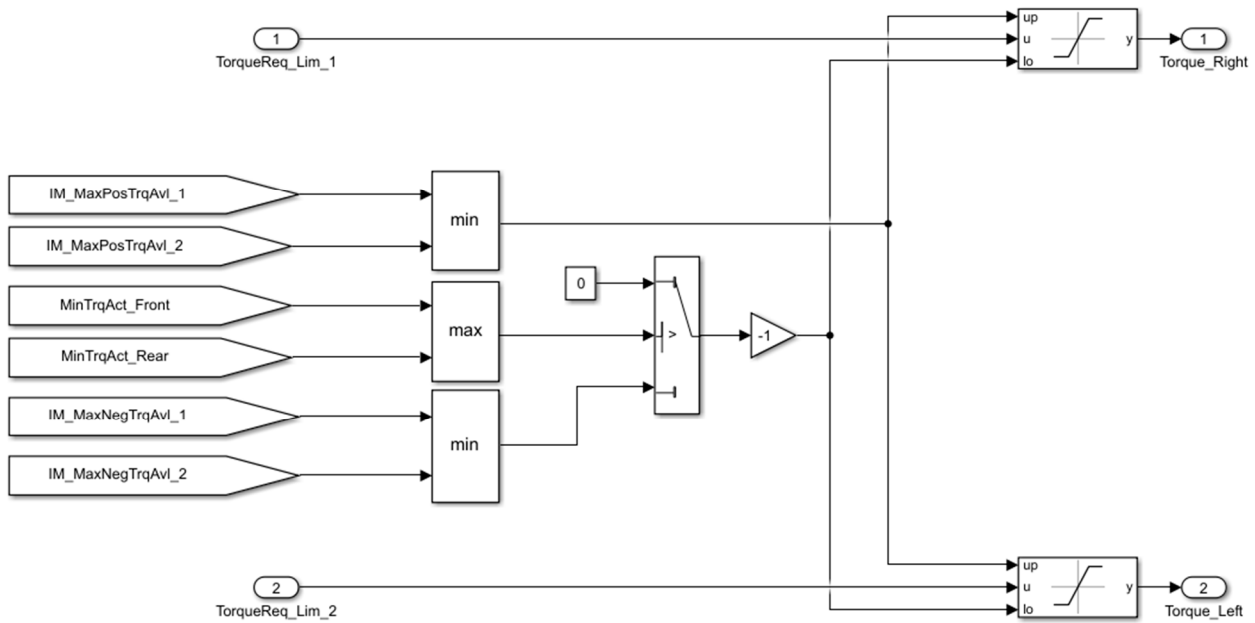 1
TorqueReq_Lim_1
up
u
lo
y
1
Torque_Right
IM_MaxPosTrqAvl_1
IM_MaxPosTrqAvl_2
min
MinTrqAct_Front
MinTrqAct_Rear
max
0
>
-1
IM_MaxNegTrqAvl_1
IM_MaxNegTrqAvl_2
min
2
TorqueReq_Lim_2
up
u
lo
y
2
Torque_Left